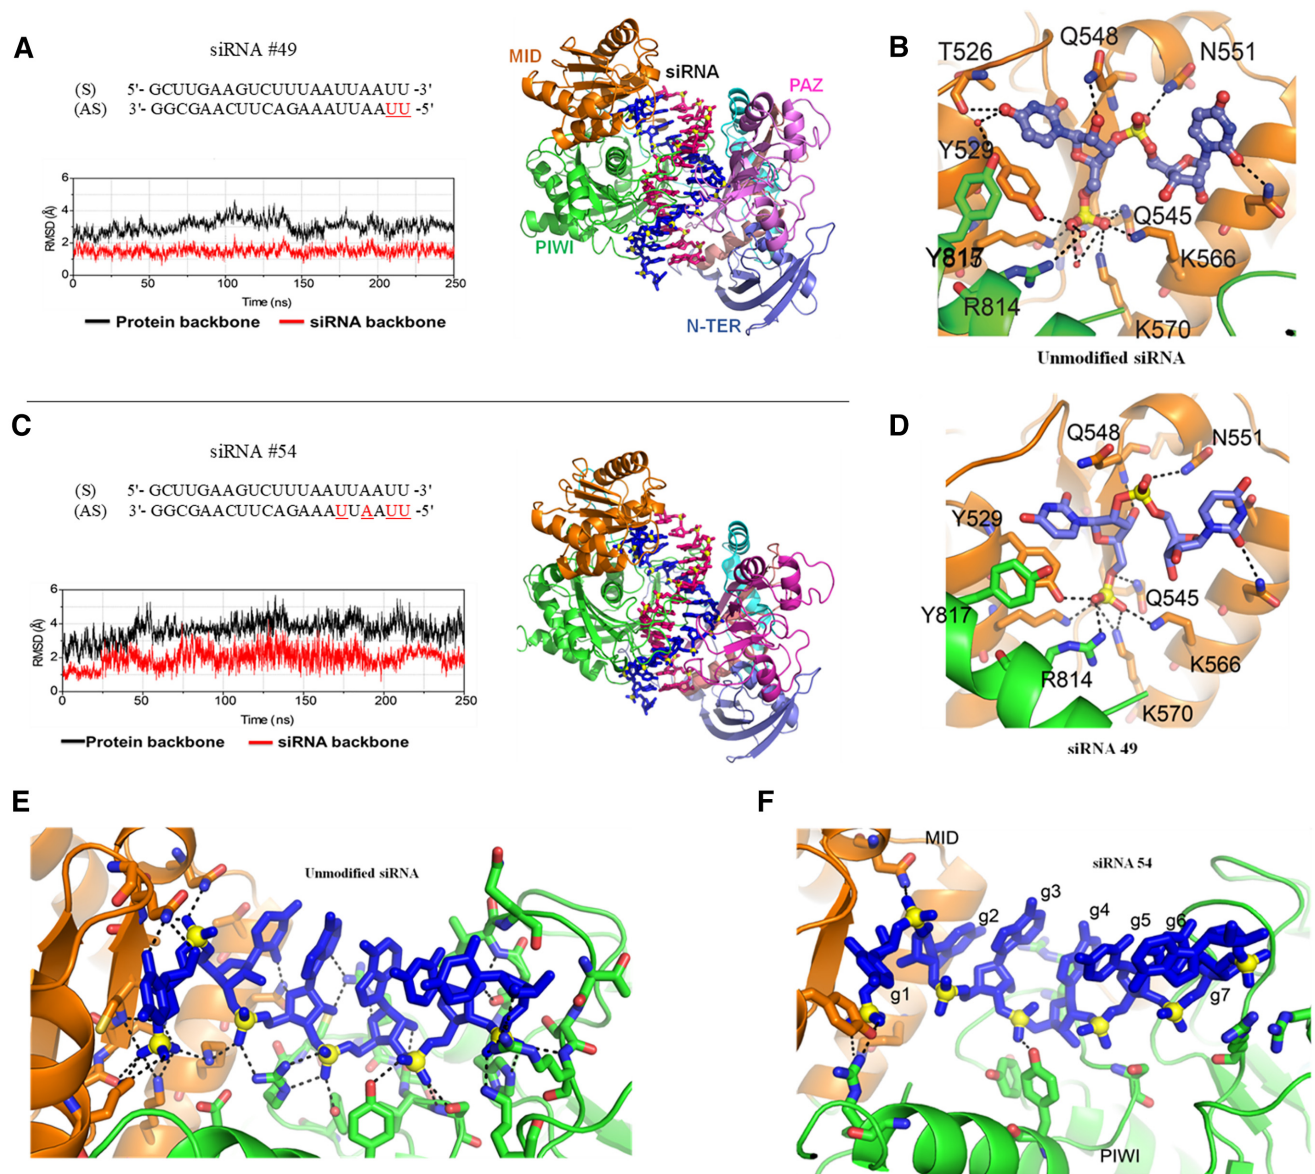 A
siRNA #49
(S) 5'- GCUUGAAGUCUUUAAUUAAUU -3'
(AS) 3'- GGCGAACUUCAGAAAUUAAUU -5'
6
4
2
0
RMSD (Å)
0 50 100 150 200 250
Time (ns)
Protein backbone siRNA backbone
MID
siRNA
PAZ
PIWI
N-TER
B
T526
Q548
N551
Y529
Q545
Y815
K566
R814
K570
Unmodified siRNA
C
siRNA #54
(S) 5'- GCUUGAAGUCUUUAAUUAAUU -3'
(AS) 3'- GGCGAACUUCAGAAAUUAAUU -5'
6
4
2
0
RMSD (Å)
0 50 100 150 200 250
Time (ns)
Protein backbone siRNA backbone
D
Q548
N551
Y529
Q545
Y817
K566
R814
K570
siRNA 49
E
Unmodified siRNA
F
MID
siRNA 54
g3
g2
g4
g5
g6
g1
g7
PIWI